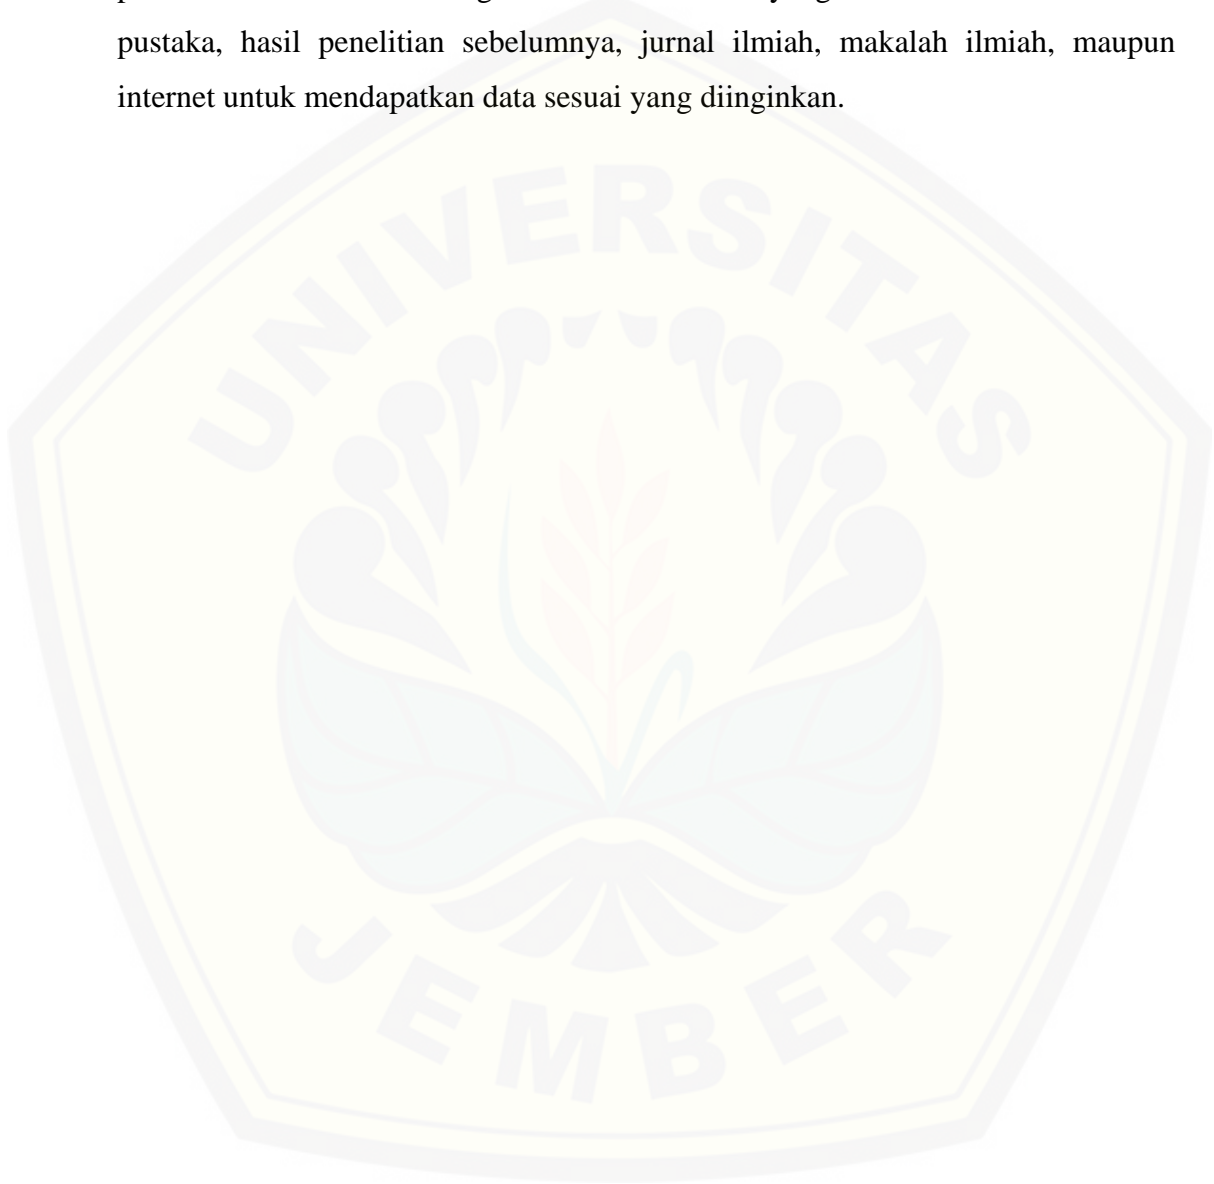 pustaka, hasil penelitian sebelumnya, jurnal ilmiah, makalah ilmiah, maupun
internet untuk mendapatkan data sesuai yang diinginkan.
UNIVERSITAS
JEMBER